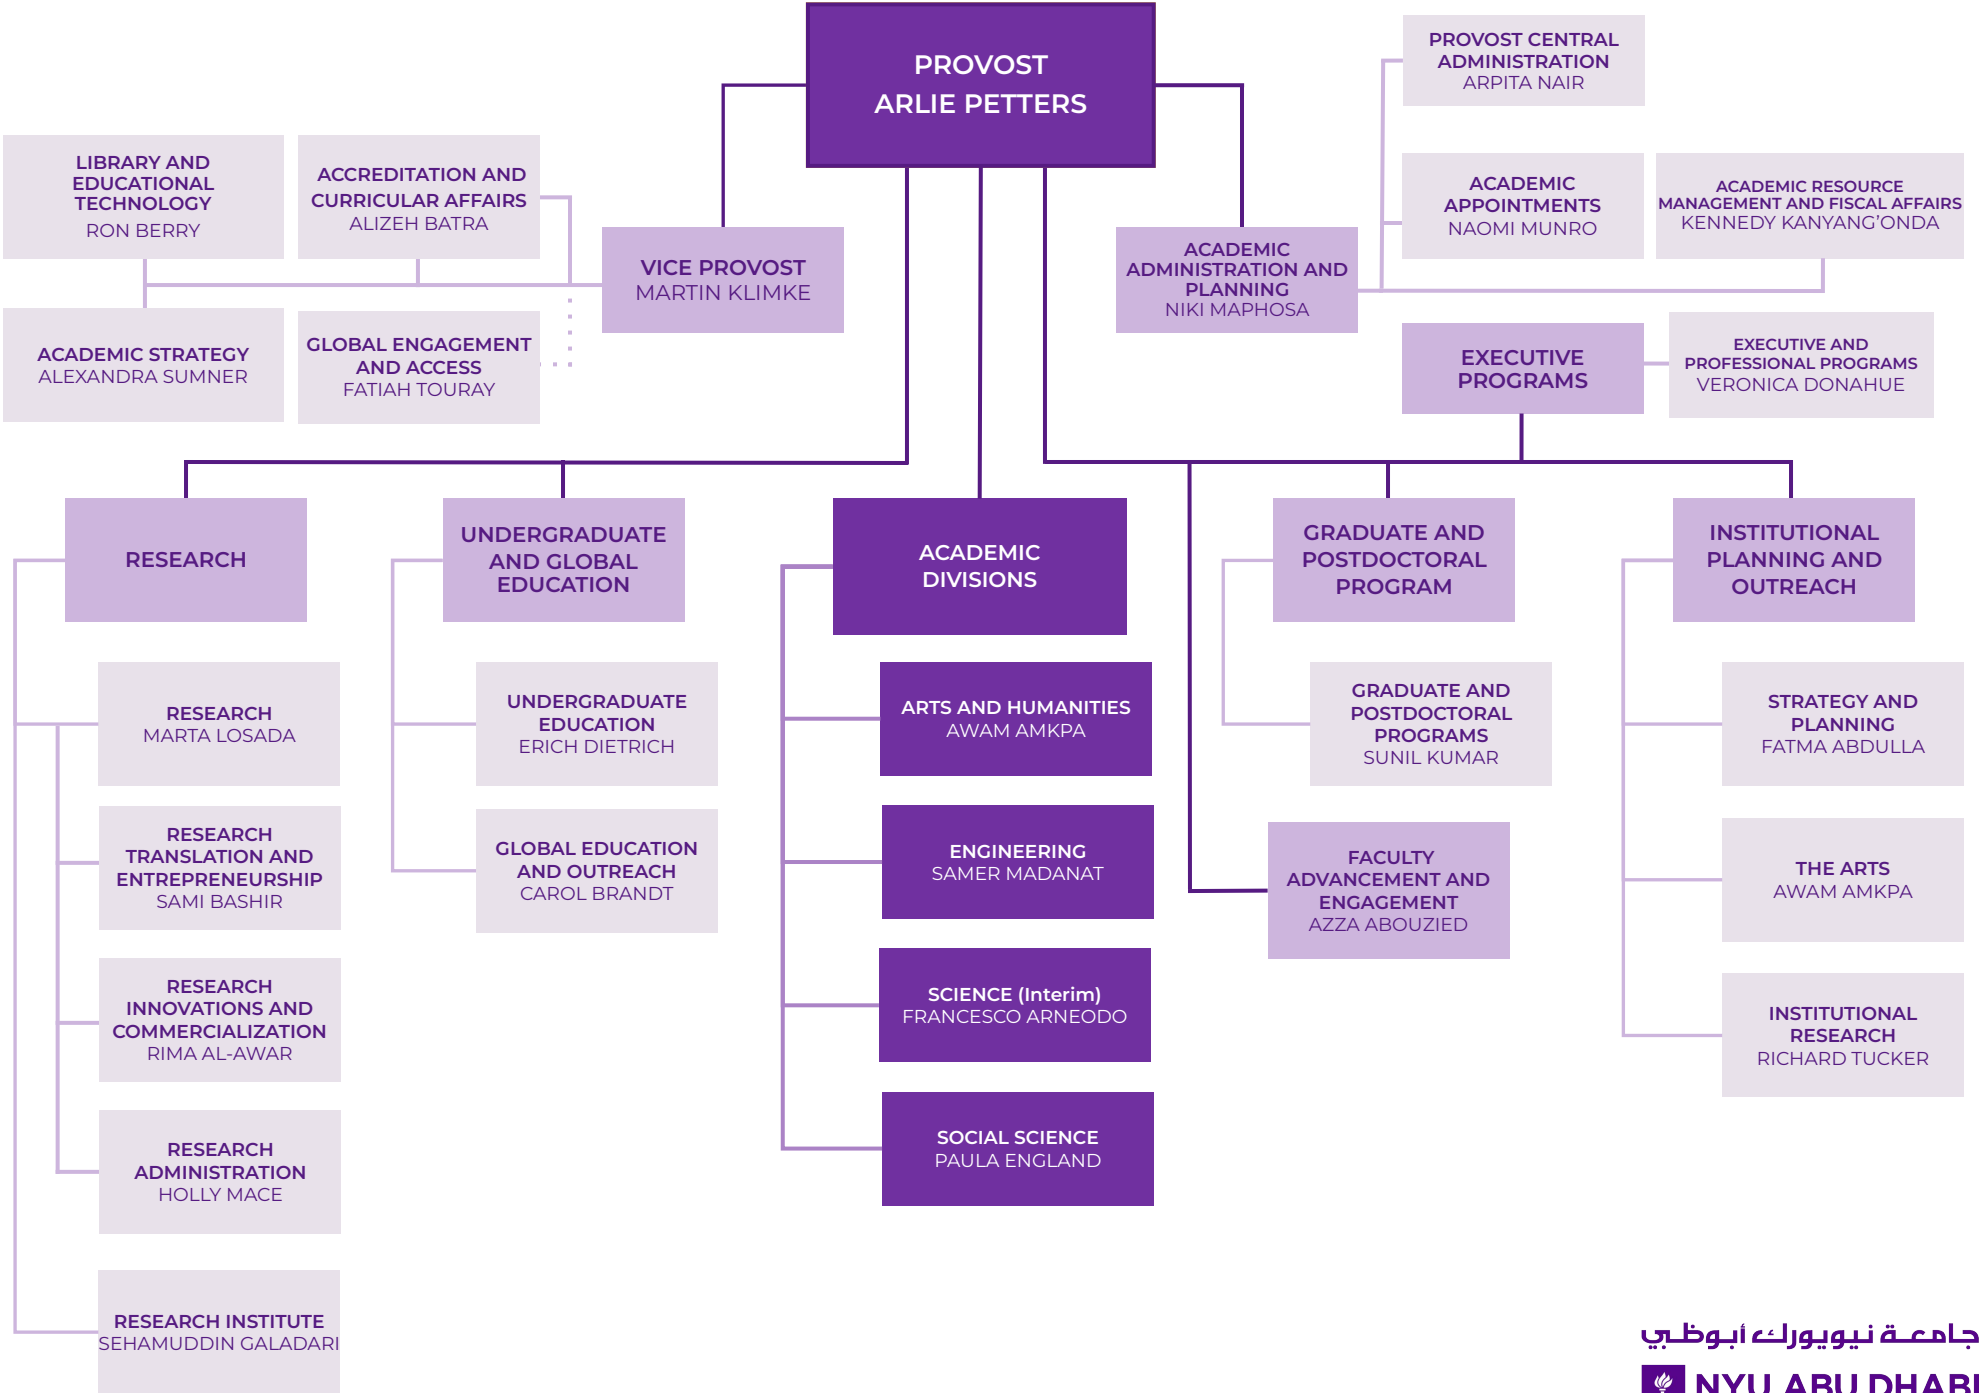 PROVOST
ARLIE PETTERS
PROVOST CENTRAL
ADMINISTRATION
ARPITA NAIR
LIBRARY AND
EDUCATIONAL
TECHNOLOGY
RON BERRY
ACCREDITATION AND
CURRICULAR AFFAIRS
ALIZEH BATRA
ACADEMIC
APPOINTMENTS
NAOMI MUNRO
ACADEMIC RESOURCE
MANAGEMENT AND FISCAL AFFAIRS
KENNEDY KANYANG’ONDA
VICE PROVOST
MARTIN KLIMKE
ACADEMIC
ADMINISTRATION AND
PLANNING
NIKI MAPHOSA
ACADEMIC STRATEGY
ALEXANDRA SUMNER
GLOBAL ENGAGEMENT
AND ACCESS
FATIAH TOURAY
EXECUTIVE
PROGRAMS
EXECUTIVE AND
PROFESSIONAL PROGRAMS
VERONICA DONAHUE
RESEARCH
UNDERGRADUATE
AND GLOBAL
EDUCATION
ACADEMIC
DIVISIONS
GRADUATE AND
POSTDOCTORAL
PROGRAM
INSTITUTIONAL
PLANNING AND
OUTREACH
RESEARCH
MARTA LOSADA
UNDERGRADUATE
EDUCATION
ERICH DIETRICH
ARTS AND HUMANITIES
AWAM AMKPA
GRADUATE AND
POSTDOCTORAL
PROGRAMS
SUNIL KUMAR
STRATEGY AND
PLANNING
FATMA ABDULLA
RESEARCH
TRANSLATION AND
ENTREPRENEURSHIP
SAMI BASHIR
GLOBAL EDUCATION
AND OUTREACH
CAROL BRANDT
ENGINEERING
SAMER MADANAT
FACULTY
ADVANCEMENT AND
ENGAGEMENT
AZZA ABOUZIED
THE ARTS
AWAM AMKPA
RESEARCH
INNOVATIONS AND
COMMERCIALIZATION
RIMA AL-AWAR
SCIENCE (Interim)
FRANCESCO ARNEODO
INSTITUTIONAL
RESEARCH
RICHARD TUCKER
RESEARCH
ADMINISTRATION
HOLLY MACE
SOCIAL SCIENCE
PAULA ENGLAND
RESEARCH INSTITUTE
SEHAMUDDIN GALADARI
جامعة نيويورك أبوظبي
NYU ABU DHABI